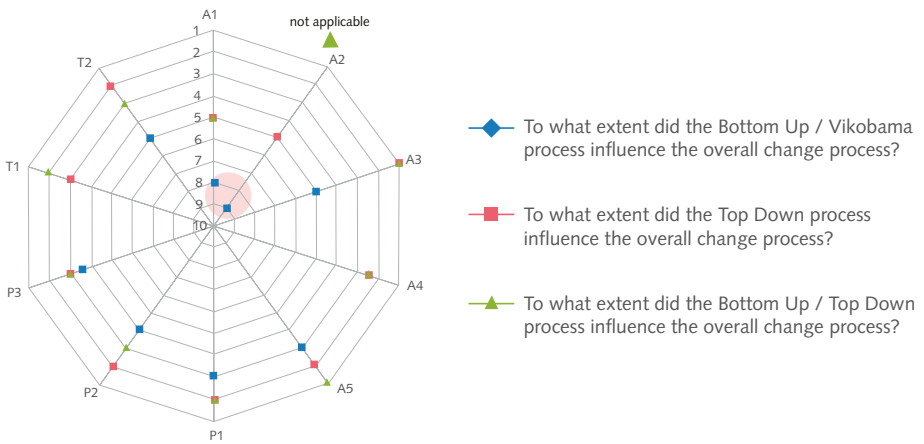 A1
not applicable
1
2
3
4
5
6
7
8
9
10
T2
A2
T1
A3
P3
A4
P2
A5
P1
To what extent did the Bottom Up / Vikobama
process influence the overall change process?
To what extent did the Top Down process
influence the overall change process?
To what extent did the Bottom Up / Top Down
process influence the overall change process?